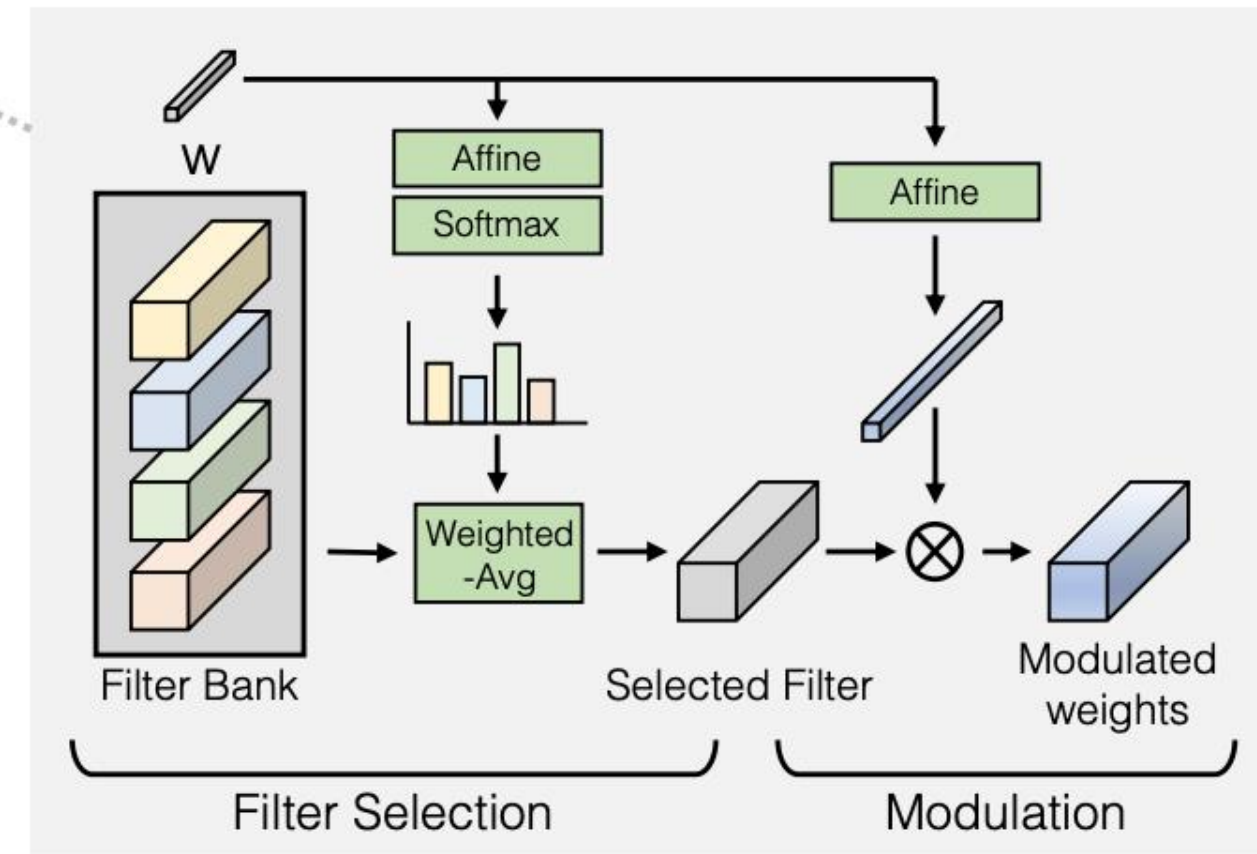 w
Affine
Softmax
Affine
Weighted
-Avg
Filter Bank
Selected Filter
Modulated
weights
Filter Selection
Modulation